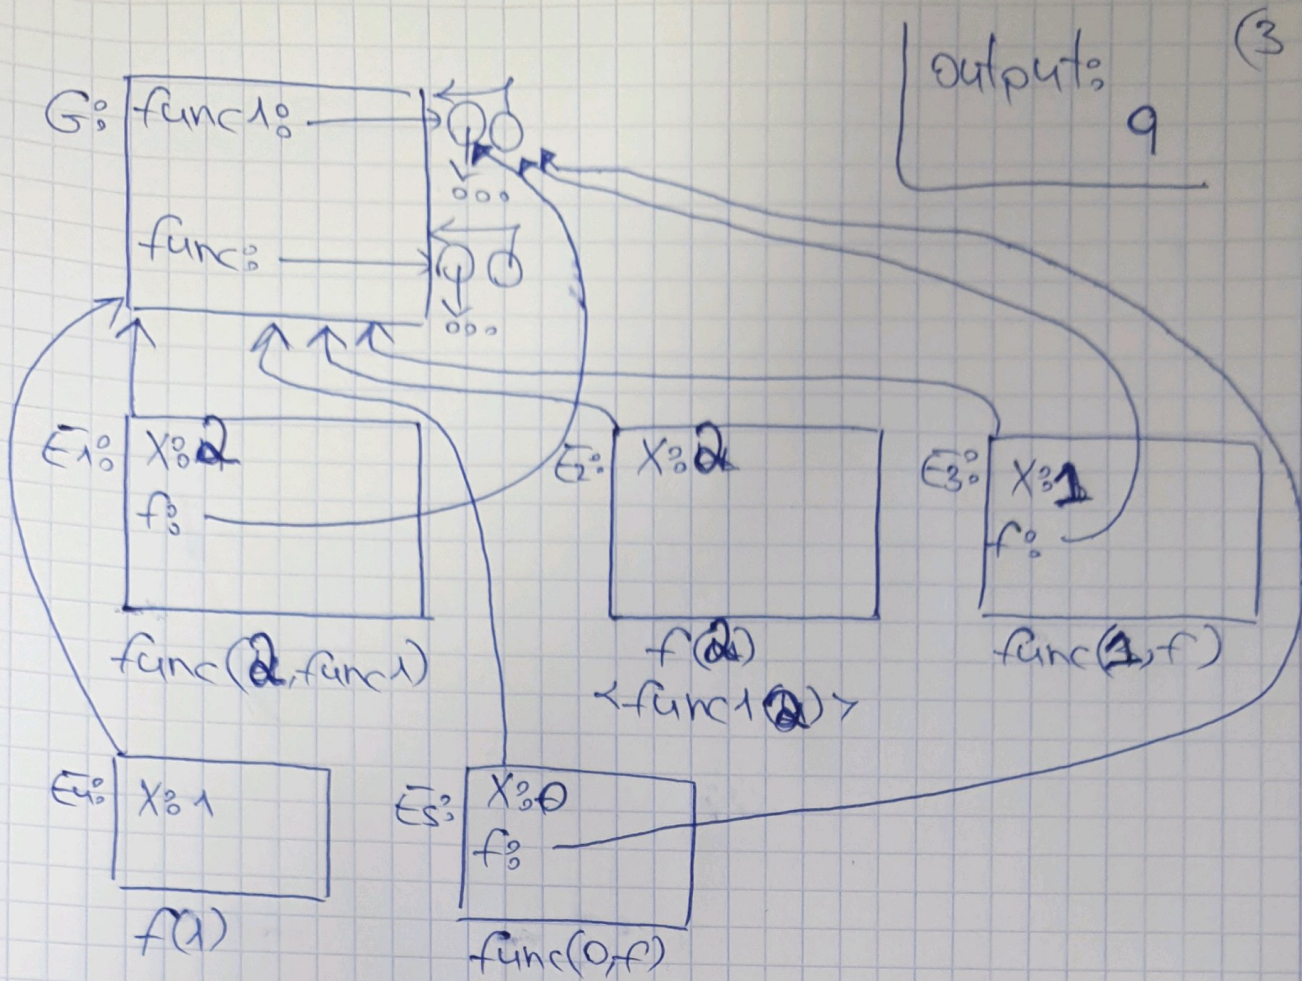 (3
output:
9
G:
func1:
...
func:
...
E1:
x: 2
f:
func(2, func1)
E2:
x: 2
f(2)
<func1(2)>
E3:
x: 1
f:
func(1, f)
E4:
x: 1
f(1)
E5:
x: 0
f:
func(0, f)